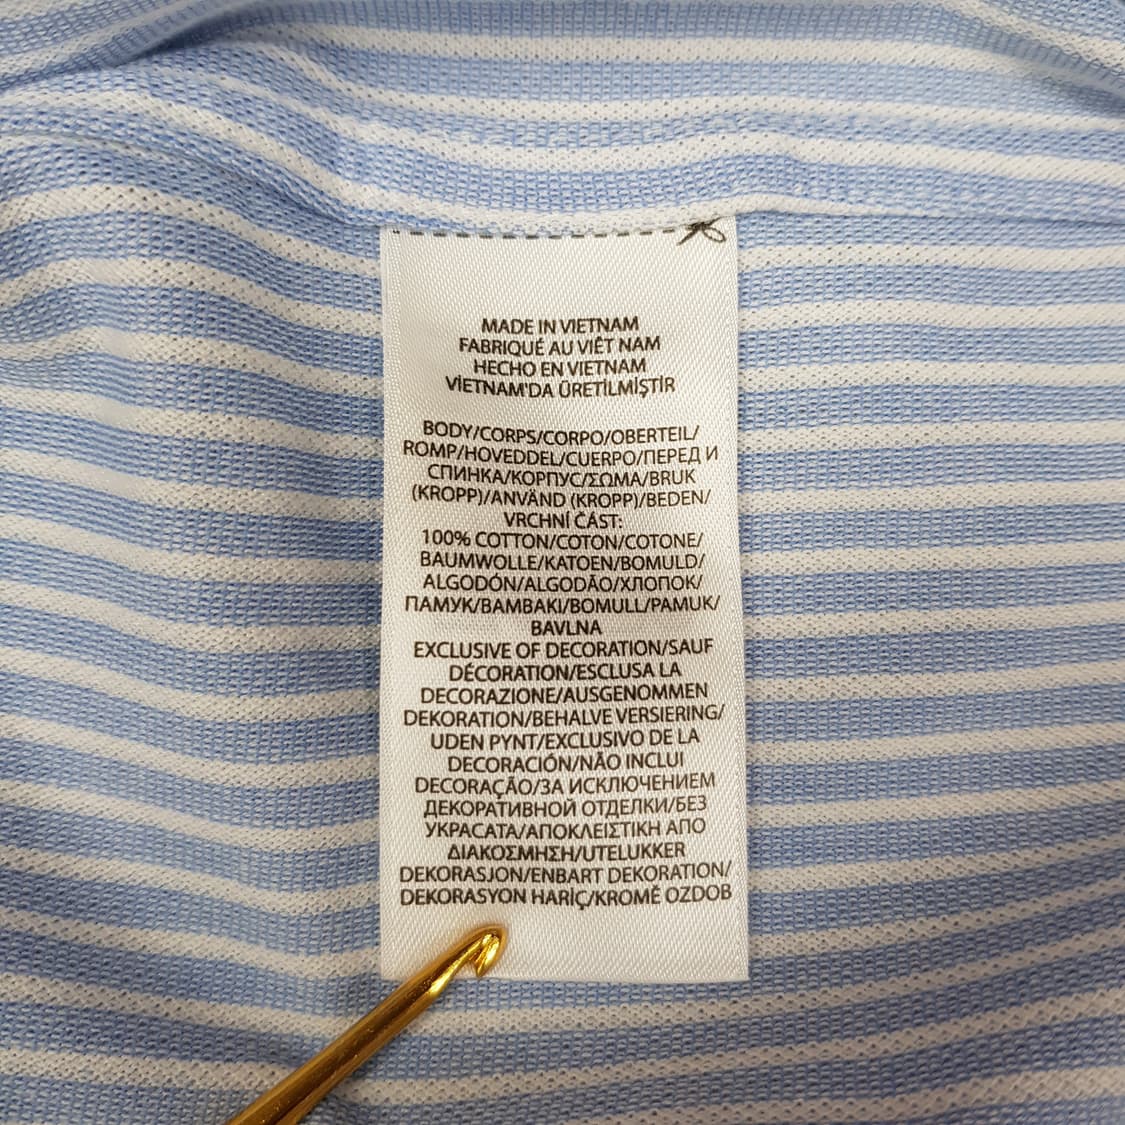 MADE IN VIETNAM
FABRIQUÉ AU VIÊT NAM
HECHO EN VIETNAM
VİETNAM'DA ÜRETİLMİŞTİR
BODY/CORPS/CORPO/OBERTEIL/
ROMP/HOVEDDEL/CUERPO/ПЕРЕД И
СПИНКА/КОРПУС/ΣΩΜΑ/BRUK
(KROPP)/ANVÄND (KROPP)/BEDEN/
VRCHNÍ ČÁST:
100% COTTON/COTON/COTONE/
BAUMWOLLE/KATOEN/BOMULD/
ALGODÓN/ALGODÃO/ХЛОПОК/
ПАМУК/ΒΑΜΒΑΚΙ/BOMULL/PAMUK/
BAVLNA
EXCLUSIVE OF DECORATION/SAUF
DÉCORATION/ESCLUSA LA
DECORAZIONE/AUSGENOMMEN
DEKORATION/BEHALVE VERSIERING/
UDEN PYNT/EXCLUSIVO DE LA
DECORACIÓN/NÃO INCLUI
DECORAÇÃO/ЗА ИСКЛЮЧЕНИЕМ
ДЕКОРАТИВНОЙ ОТДЕЛКИ/БЕЗ
УКРАСАТА/ΑΠΟΚΛΕΙΣΤΙΚΗ ΑΠΟ
ΔΙΑΚΟΣΜΗΣΗ/UTELUKKER
DEKORASJON/ENBART DEKORATION/
DEKORASYON HARİÇ/KROMĚ OZDOB